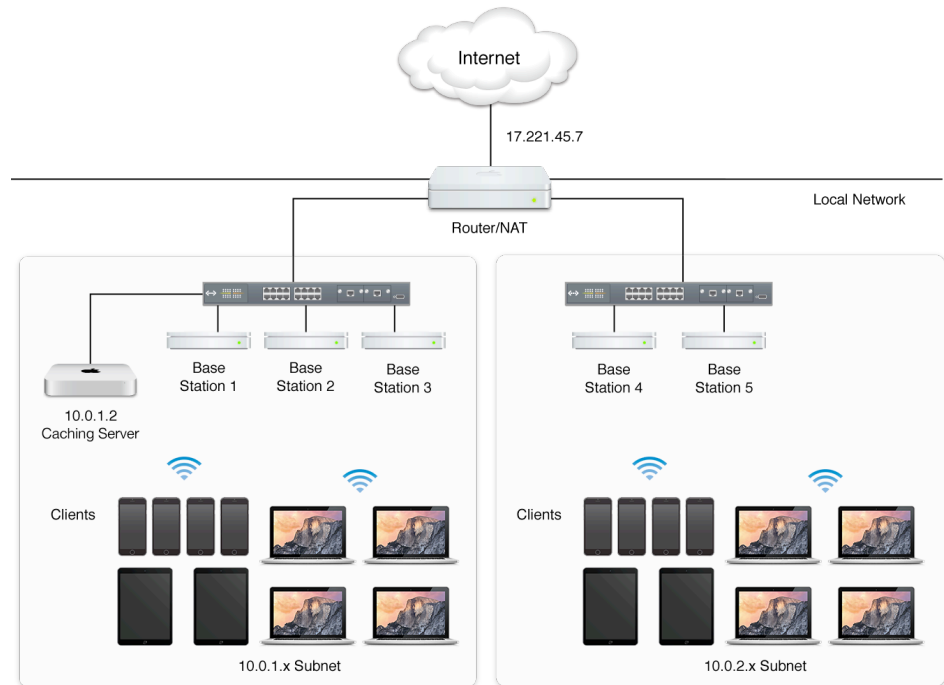 Internet
17.221.45.7
Local Network
Router/NAT
Base
Station 1
Base
Station 2
Base
Station 3
10.0.1.2
Caching Server
Clients
10.0.1.x Subnet
Base
Station 4
Base
Station 5
Clients
10.0.2.x Subnet